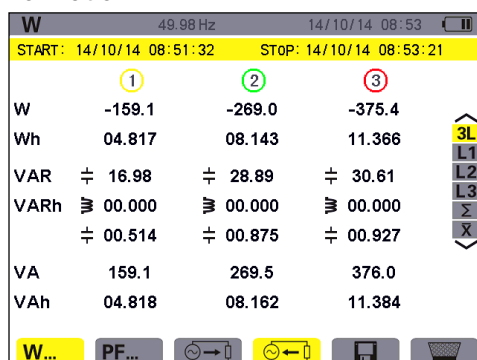 W 49.98 Hz 14/10/14 08:53
START: 14/10/14 08:51:32 STOP: 14/10/14 08:53:21
1 2 3
W -159.1 -269.0 -375.4
Wh 04.817 08.143 11.366
VAR 16.98 28.89 30.61
VARh 00.000 00.000 00.000
00.514 00.875 00.927
VA 159.1 269.5 376.0
VAh 04.818 08.162 11.384
3L
L1
L2
L3
Σ
X̄
W... PF...